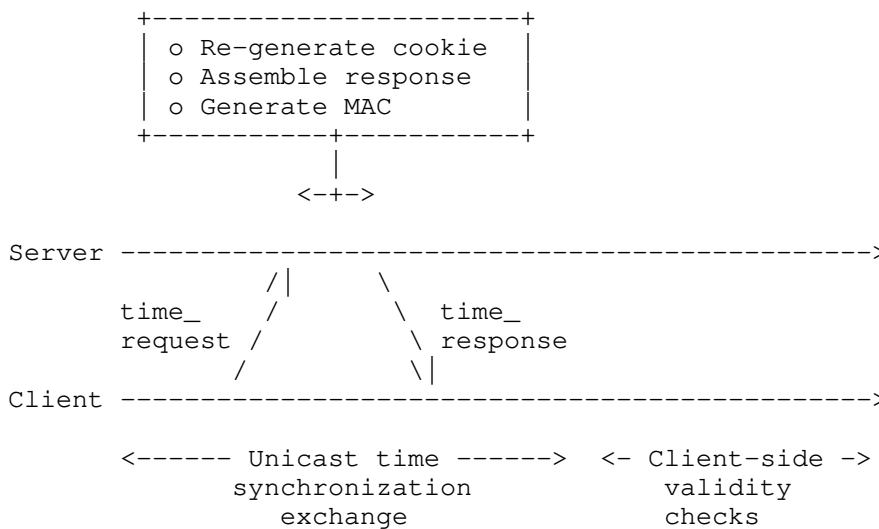 o Re-generate cookie
o Assemble response
o Generate MAC
Server
time_ time_
request response
Client
<------ Unicast time ------> <- Client-side ->
synchronization validity
exchange checks